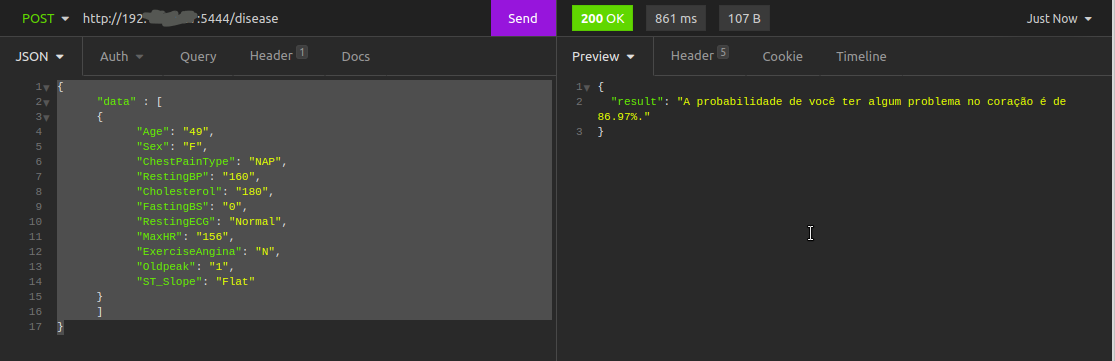 POST http://192. :5444/disease Send 200 OK 861 ms 107 B Just Now
JSON Auth Query Header 1 Docs Preview Header 5 Cookie Timeline
1 {
2 "data" : [
3 {
4 "Age": "49",
5 "Sex": "F",
6 "ChestPainType": "NAP",
7 "RestingBP": "160",
8 "Cholesterol": "180",
9 "FastingBS": "0",
10 "RestingECG": "Normal",
11 "MaxHR": "156",
12 "ExerciseAngina": "N",
13 "Oldpeak": "1",
14 "ST_Slope": "Flat"
15 }
16 ]
17 }
1 {
2 "result": "A probabilidade de você ter algum problema no coração é de
86.97%."
3 }